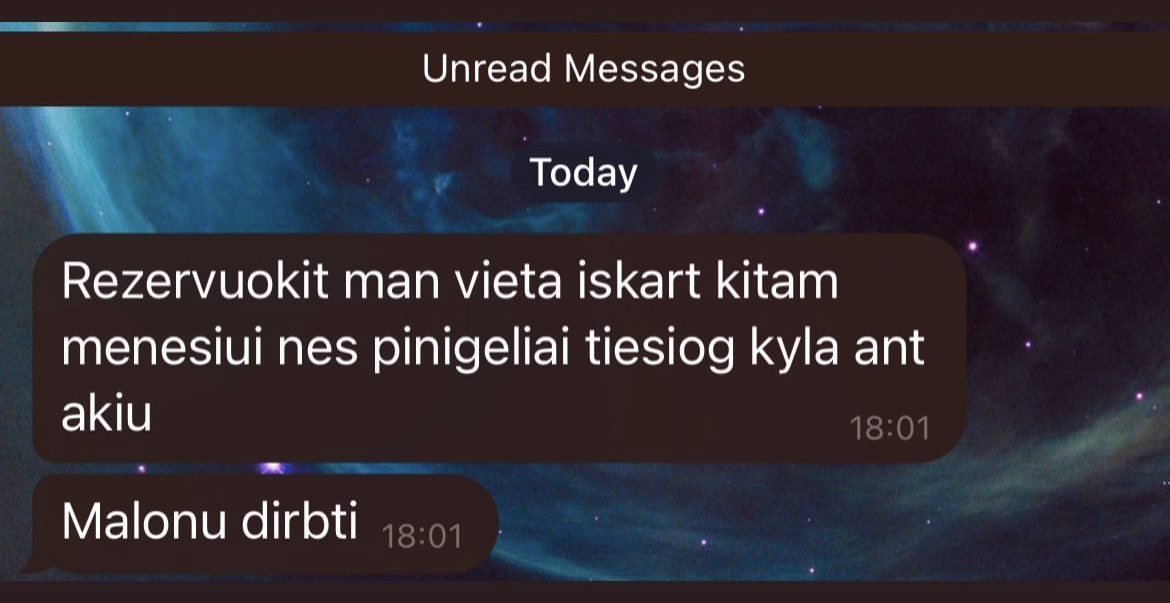 Unread Messages
Today
Rezervuokit man vieta iskart kitam
menesiui nes pinigeliai tiesiog kyla ant
akiu
18:01
Malonu dirbti 18:01